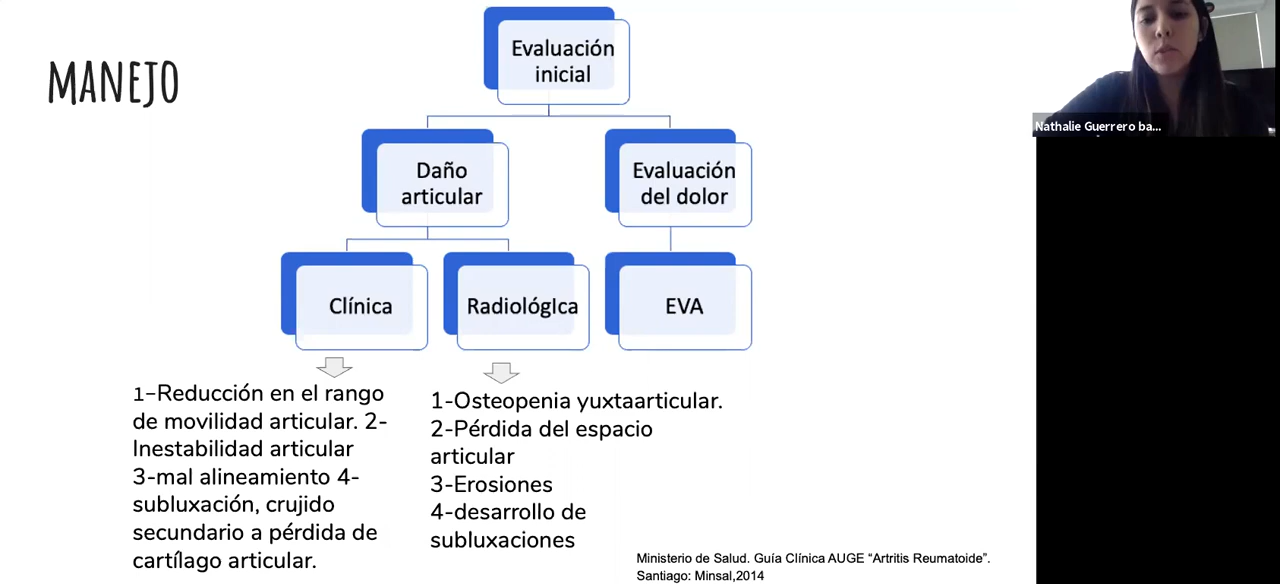 MANEJO
Evaluación
inicial
Daño
articular
Evaluación
del dolor
Clínica
Radiológica
EVA
1-Reducción en el rango
de movilidad articular. 2-
Inestabilidad articular
3-mal alineamiento 4-
subluxación, crujido
secundario a pérdida de
cartílago articular.
1-Osteopenia yuxtaarticular.
2-Pérdida del espacio
articular
3-Erosiones
4-desarrollo de
subluxaciones
Ministerio de Salud. Guía Clínica AUGE “Artritis Reumatoide”.
Santiago: Minsal,2014
Nathalie Guerrero ba...